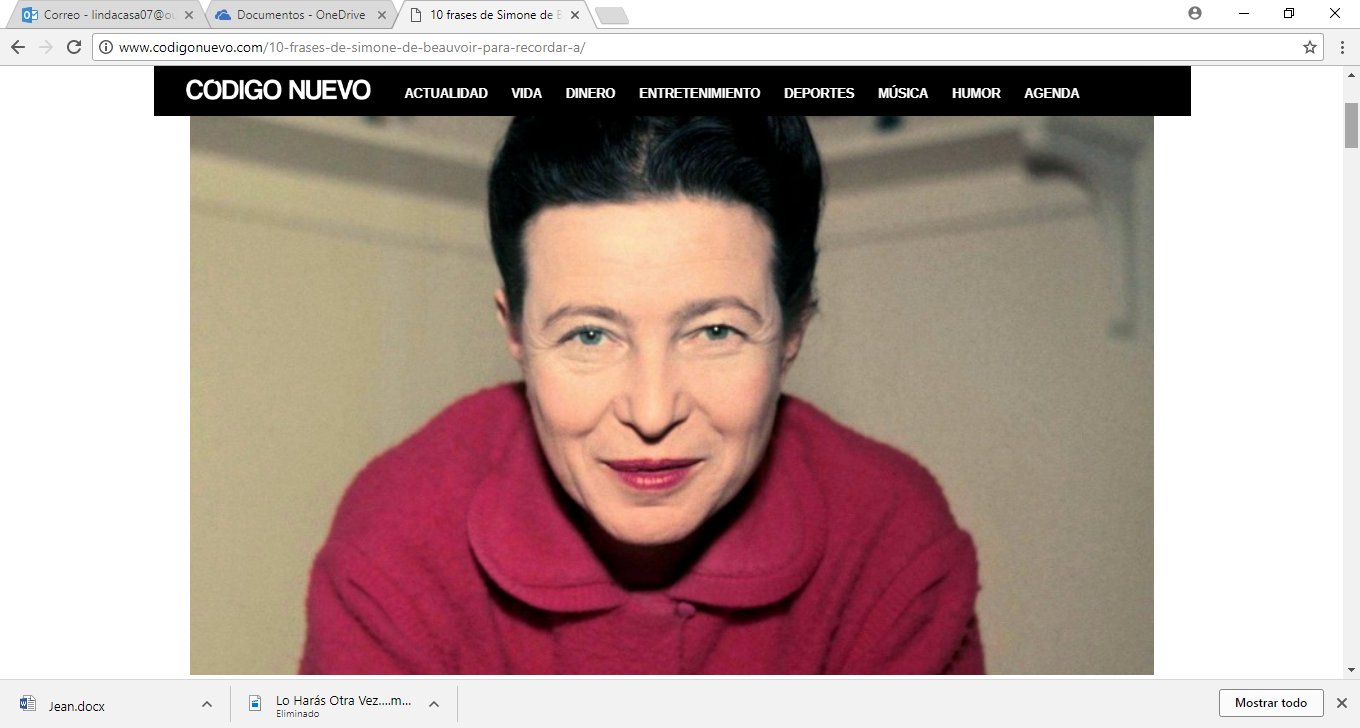 Correo - lindacasa07@ou
Documentos - OneDrive
10 frases de Simone de B
www.codigonuevo.com/10-frases-de-simone-de-beauvoir-para-recordar-a/
CÓDIGO NUEVO
ACTUALIDAD VIDA DINERO ENTRETENIMIENTO DEPORTES MÚSICA HUMOR AGENDA
Jean.docx
Lo Harás Otra Vez....m...
Eliminado
Mostrar todo